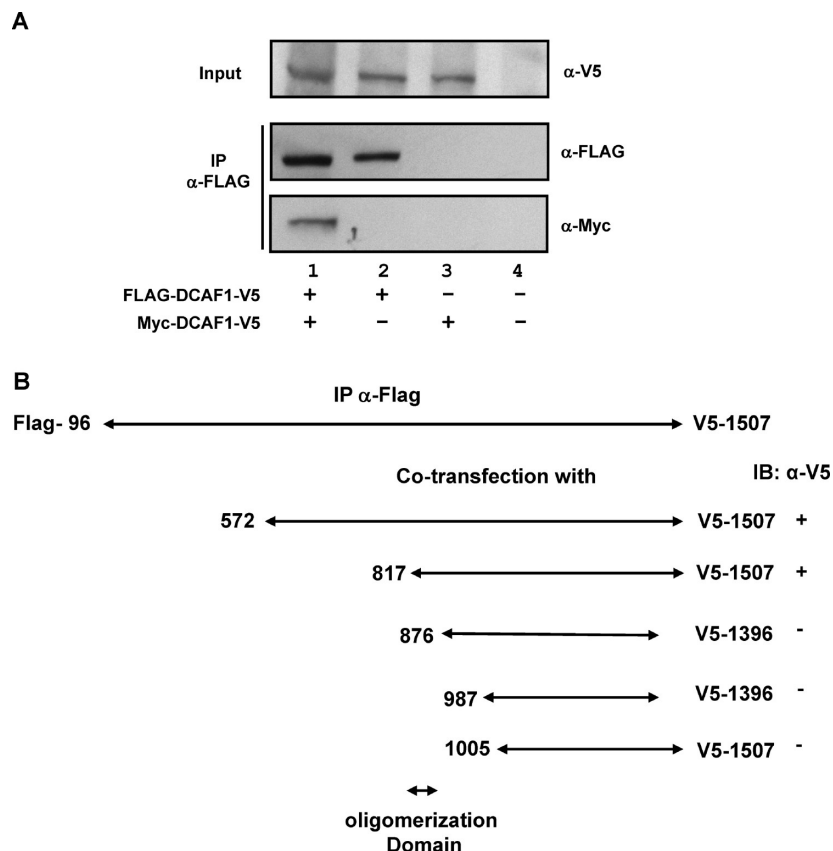 A
Input
α-V5
IP
α-FLAG
α-FLAG
α-Myc
1 2 3 4
FLAG-DCAF1-V5 + + − −
Myc-DCAF1-V5 + − + −
B
IP α-Flag
Flag- 96 V5-1507
Co-transfection with IB: α-V5
572 V5-1507 +
817 V5-1507 +
876 V5-1396 -
987 V5-1396 -
1005 V5-1507 -
oligomerization
Domain